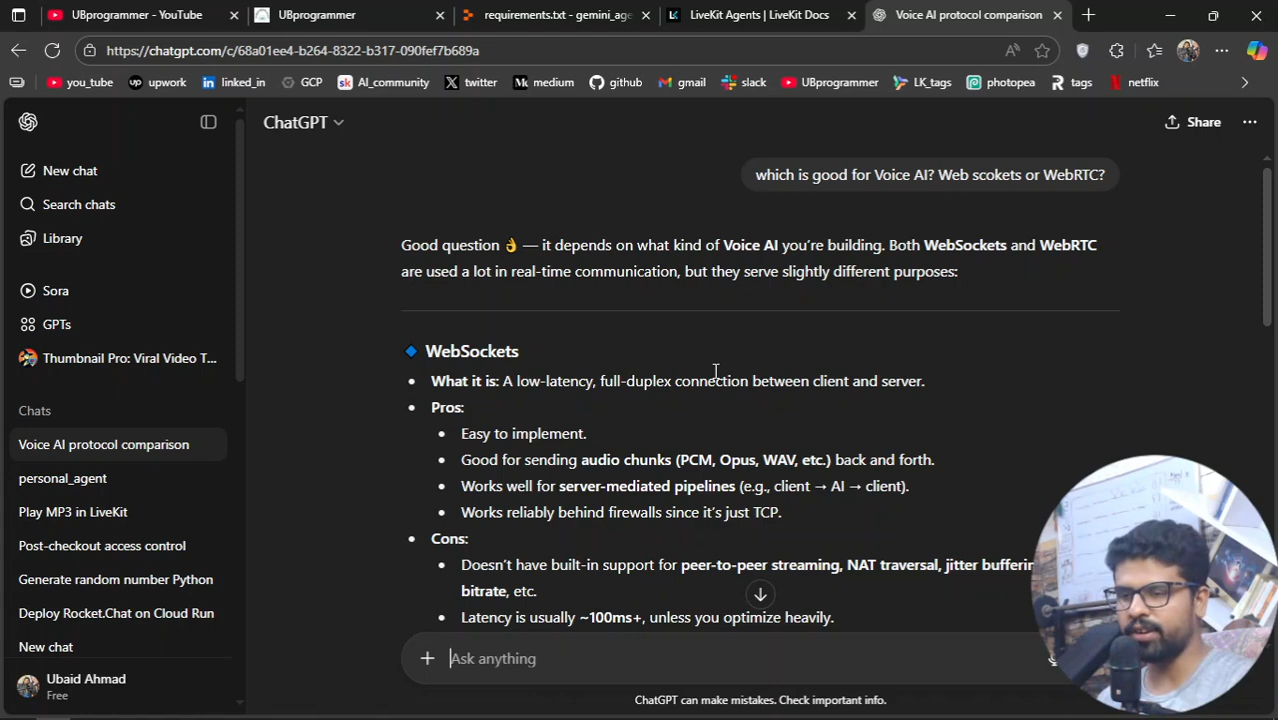 UBprogrammer - YouTube
UBprogrammer
requirements.txt - gemini_age
LiveKit Agents | LiveKit Docs
Voice AI protocol comparison
https://chatgpt.com/c/68a01ee4-b264-8322-b317-090fef7b689a
you_tube
upwork
linked_in
GCP
AI_community
twitter
medium
github
gmail
slack
UBprogrammer
LK_tags
photopea
tags
netflix
ChatGPT
Share
New chat
Search chats
Library
Sora
GPTs
Thumbnail Pro: Viral Video T...
Chats
Voice AI protocol comparison
personal_agent
Play MP3 in LiveKit
Post-checkout access control
Generate random number Python
Deploy Rocket.Chat on Cloud Run
New chat
Ubaid Ahmad
Free
which is good for Voice AI? Web scokets or WebRTC?
Good question 👌 — it depends on what kind of Voice AI you're building. Both WebSockets and WebRTC
are used a lot in real-time communication, but they serve slightly different purposes:
WebSockets
What it is: A low-latency, full-duplex connection between client and server.
Pros:
Easy to implement.
Good for sending audio chunks (PCM, Opus, WAV, etc.) back and forth.
Works well for server-mediated pipelines (e.g., client → AI → client).
Works reliably behind firewalls since it's just TCP.
Cons:
Doesn't have built-in support for peer-to-peer streaming, NAT traversal, jitter buffering
bitrate, etc.
Latency is usually ~100ms+, unless you optimize heavily.
Ask anything
ChatGPT can make mistakes. Check important info.